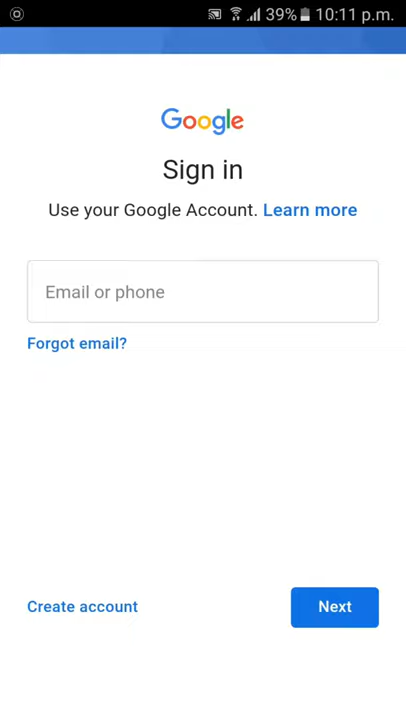 39% 10:11 p.m.
Google
Sign in
Use your Google Account. Learn more
Email or phone
Forgot email?
Create account
Next